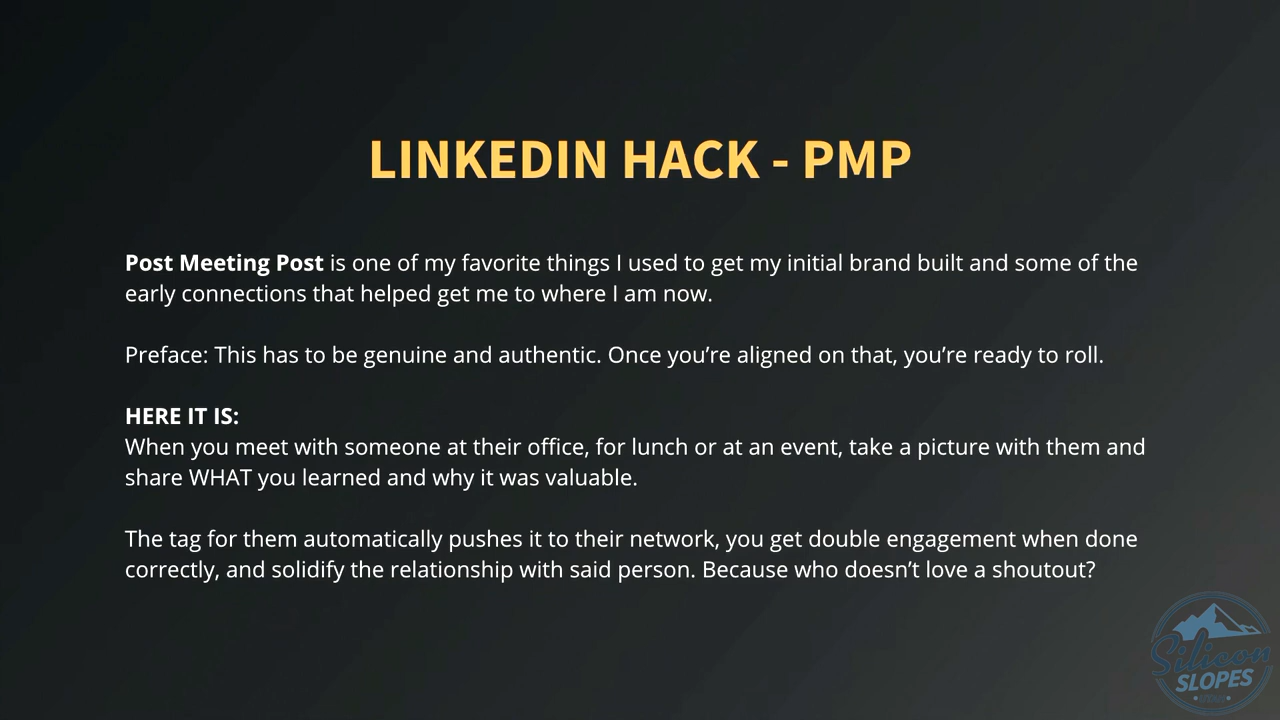 LINKEDIN HACK - PMP
Post Meeting Post is one of my favorite things I used to get my initial brand built and some of the
early connections that helped get me to where I am now.
Preface: This has to be genuine and authentic. Once you’re aligned on that, you’re ready to roll.
HERE IT IS:
When you meet with someone at their office, for lunch or at an event, take a picture with them and
share WHAT you learned and why it was valuable.
The tag for them automatically pushes it to their network, you get double engagement when done
correctly, and solidify the relationship with said person. Because who doesn’t love a shoutout?
Silicon
SLOPES